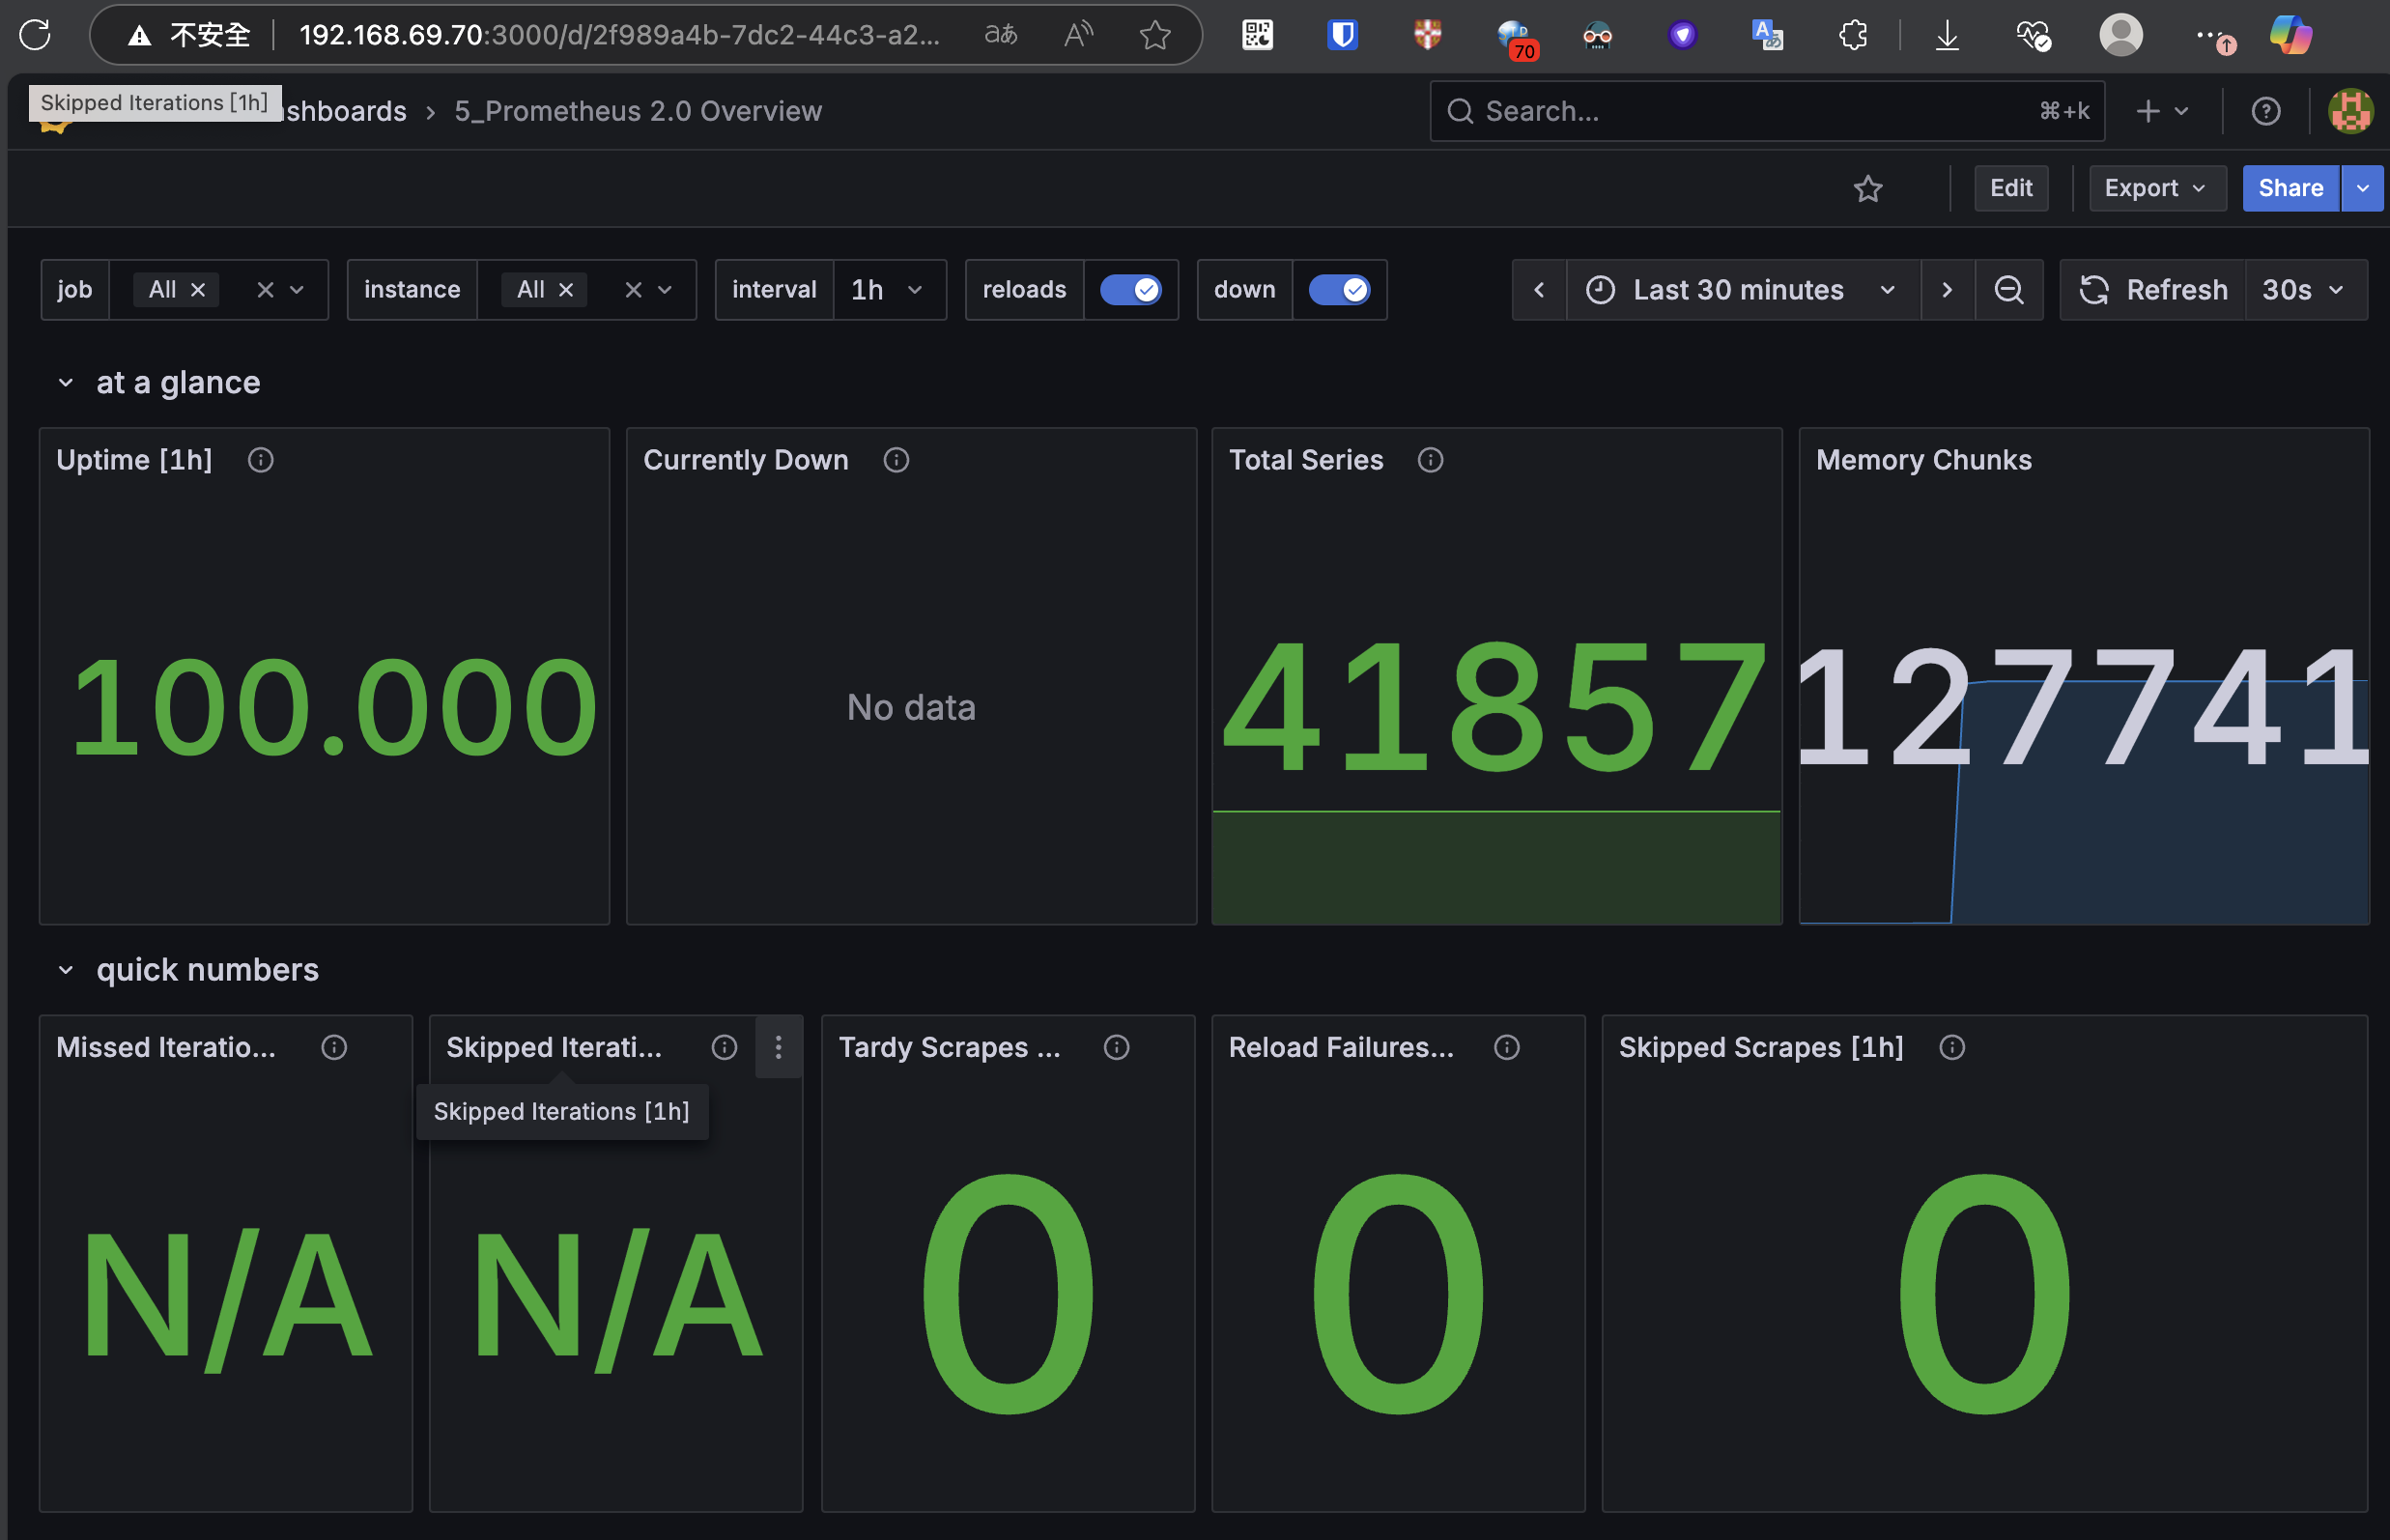 不安全 192.168.69.70:3000/d/2f989a4b-7dc2-44c3-a2... aあ A
70
Skipped Iterations [1h]
shboards › 5_Prometheus 2.0 Overview Search... ⌘+k
Edit Export Share
job All instance All interval 1h reloads down Last 30 minutes Refresh 30s
at a glance
Uptime [1h] Currently Down Total Series Memory Chunks
100.000 No data 41857 127741
quick numbers
Missed Iteratio... Skipped Iterati... Tardy Scrapes ... Reload Failures... Skipped Scrapes [1h]
Skipped Iterations [1h]
N/A N/A 0 0 0